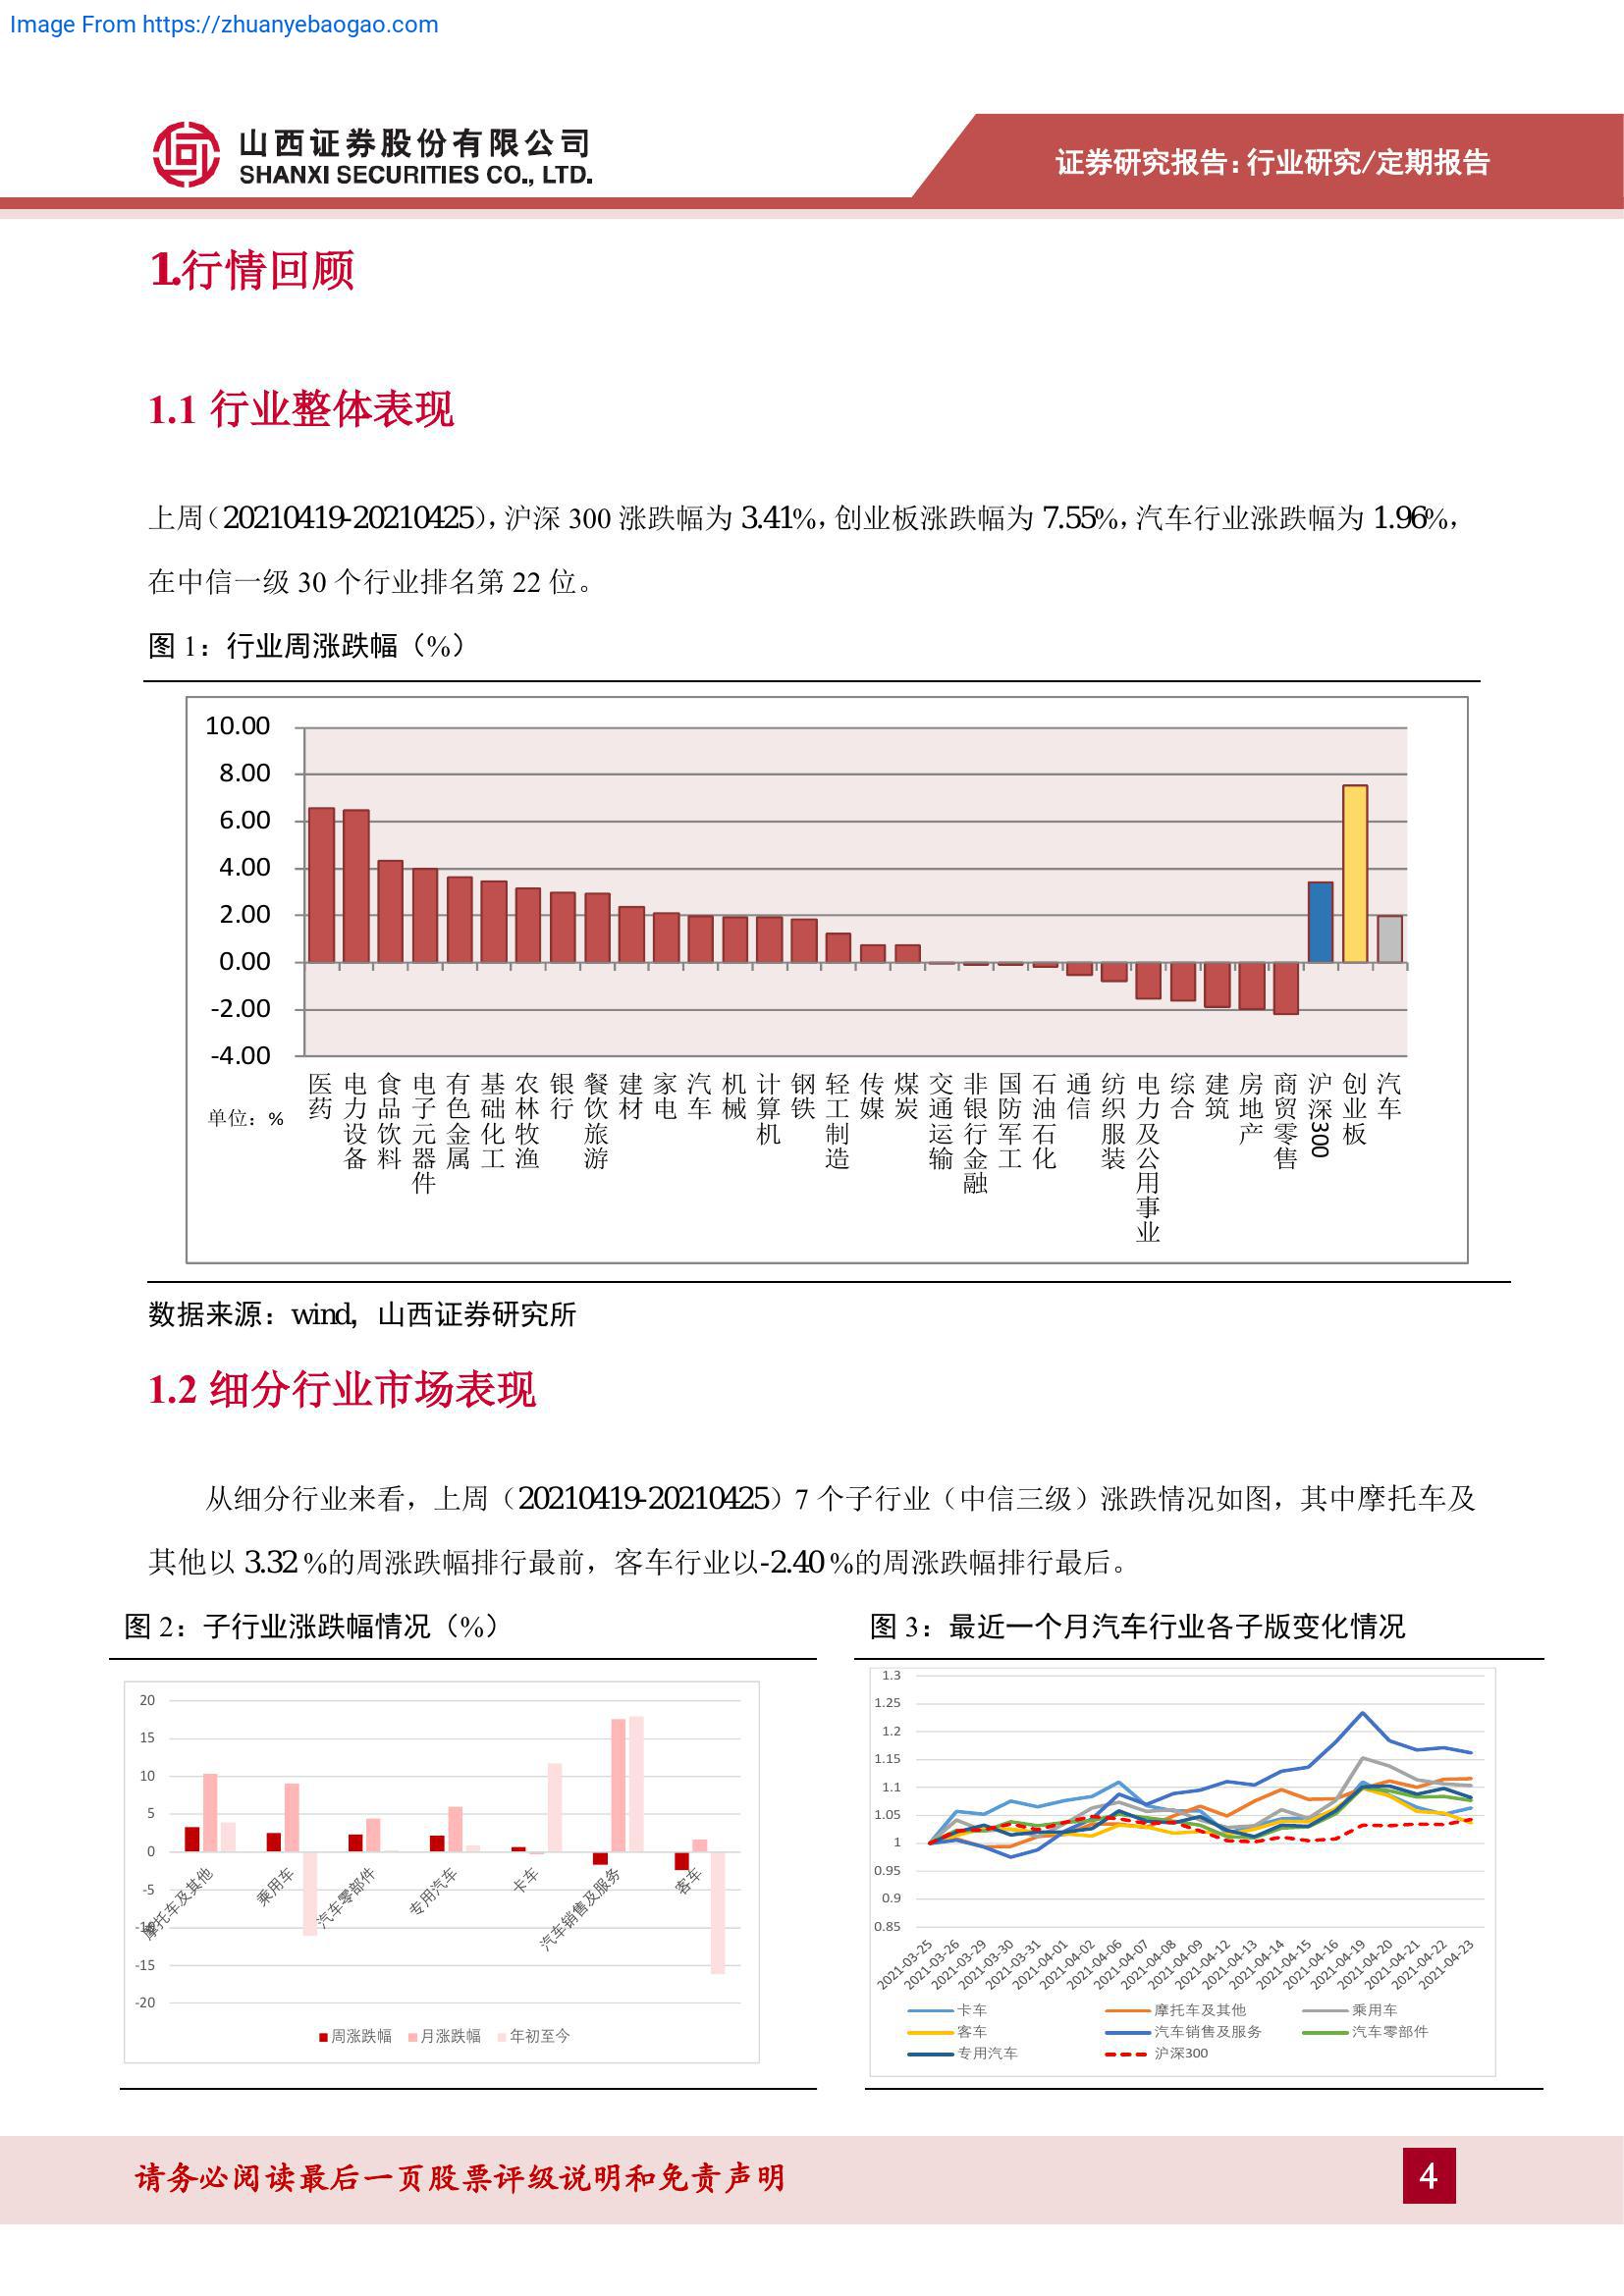 Image From https://zhuanyebaogao.com
山西证券股份有限公司
SHANXI SECURITIES CO., LTD.
证券研究报告:行业研究/定期报告
1.行情回顾
1.1 行业整体表现
上周（20210419-20210425），沪深 300 涨跌幅为 3.41%，创业板涨跌幅为 7.55%，汽车行业涨跌幅为 1.96%，
在中信一级 30 个行业排名第 22 位。
图 1：行业周涨跌幅（%）
10.00
8.00
6.00
4.00
2.00
0.00
-2.00
-4.00
单位：%
医药
电力设备
食品饮料
电子元器件
有色金属
基础化工
农林牧渔
银行
餐饮旅游
建材
家电
汽车
机械
计算机
钢铁
轻工制造
传媒
煤炭
交通运输
非银行金融
国防军工
石油石化
通信
纺织服装
电力及公用事业
综合
建筑
房地产
商贸零售
沪深300
创业板
汽车
数据来源：wind，山西证券研究所
1.2 细分行业市场表现
从细分行业来看，上周（20210419-20210425）7 个子行业（中信三级）涨跌情况如图，其中摩托车及
其他以 3.32 %的周涨跌幅排行最前，客车行业以-2.40 %的周涨跌幅排行最后。
图 2：子行业涨跌幅情况（%）
20
15
10
5
0
-5
-10
-15
-20
摩托车及其他
乘用车
汽车零部件
专用汽车
卡车
汽车销售及服务
客车
周涨跌幅 月涨跌幅 年初至今
图 3：最近一个月汽车行业各子版变化情况
1.3
1.25
1.2
1.15
1.1
1.05
1
0.95
0.9
0.85
2021-03-25
2021-03-26
2021-03-29
2021-03-30
2021-03-31
2021-04-01
2021-04-02
2021-04-06
2021-04-07
2021-04-08
2021-04-09
2021-04-12
2021-04-13
2021-04-14
2021-04-15
2021-04-16
2021-04-19
2021-04-20
2021-04-21
2021-04-22
2021-04-23
卡车 摩托车及其他 乘用车
客车 汽车销售及服务 汽车零部件
专用汽车 沪深300
请务必阅读最后一页股票评级说明和免责声明
4